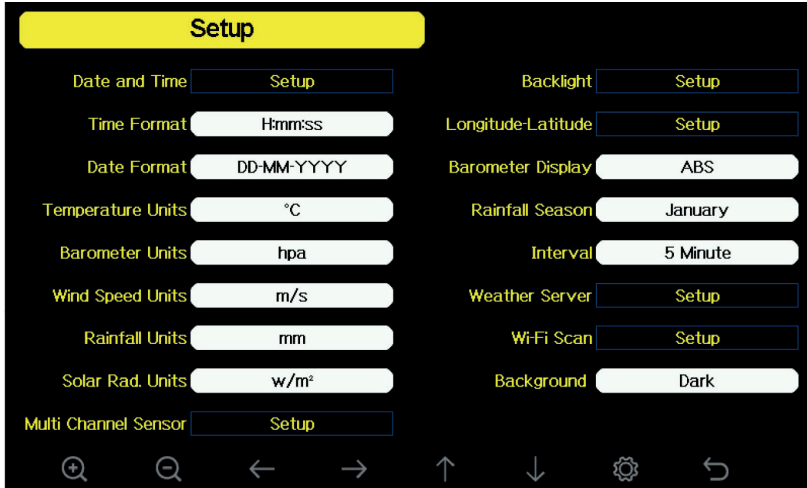 Setup
Date and Time Setup
Time Format H:mm:ss
Date Format DD-MM-YYYY
Temperature Units °C
Barometer Units hpa
Wind Speed Units m/s
Rainfall Units mm
Solar Rad. Units w/m²
Multi Channel Sensor Setup
Backlight Setup
Longitude-Latitude Setup
Barometer Display ABS
Rainfall Season January
Interval 5 Minute
Weather Server Setup
Wi-Fi Scan Setup
Background Dark